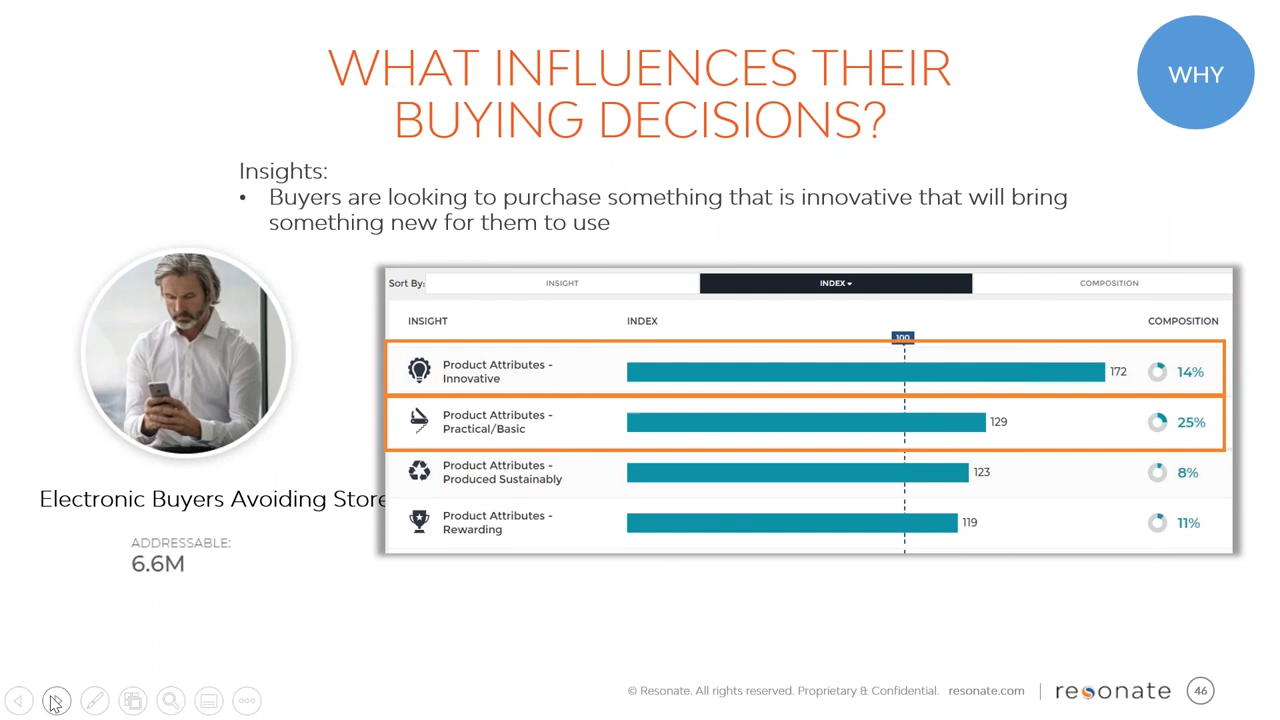 WHAT INFLUENCES THEIR
BUYING DECISIONS?
WHY
Insights:
• Buyers are looking to purchase something that is innovative that will bring
something new for them to use
Electronic Buyers Avoiding Store
ADDRESSABLE:
6.6M
Sort By: INSIGHT INDEX COMPOSITION
INSIGHT INDEX COMPOSITION
100
Product Attributes -
Innovative
172 14%
Product Attributes -
Practical/Basic
129 25%
Product Attributes -
Produced Sustainably
123 8%
Product Attributes -
Rewarding
119 11%
© Resonate. All rights reserved. Proprietary & Confidential. resonate.com | resonate 46